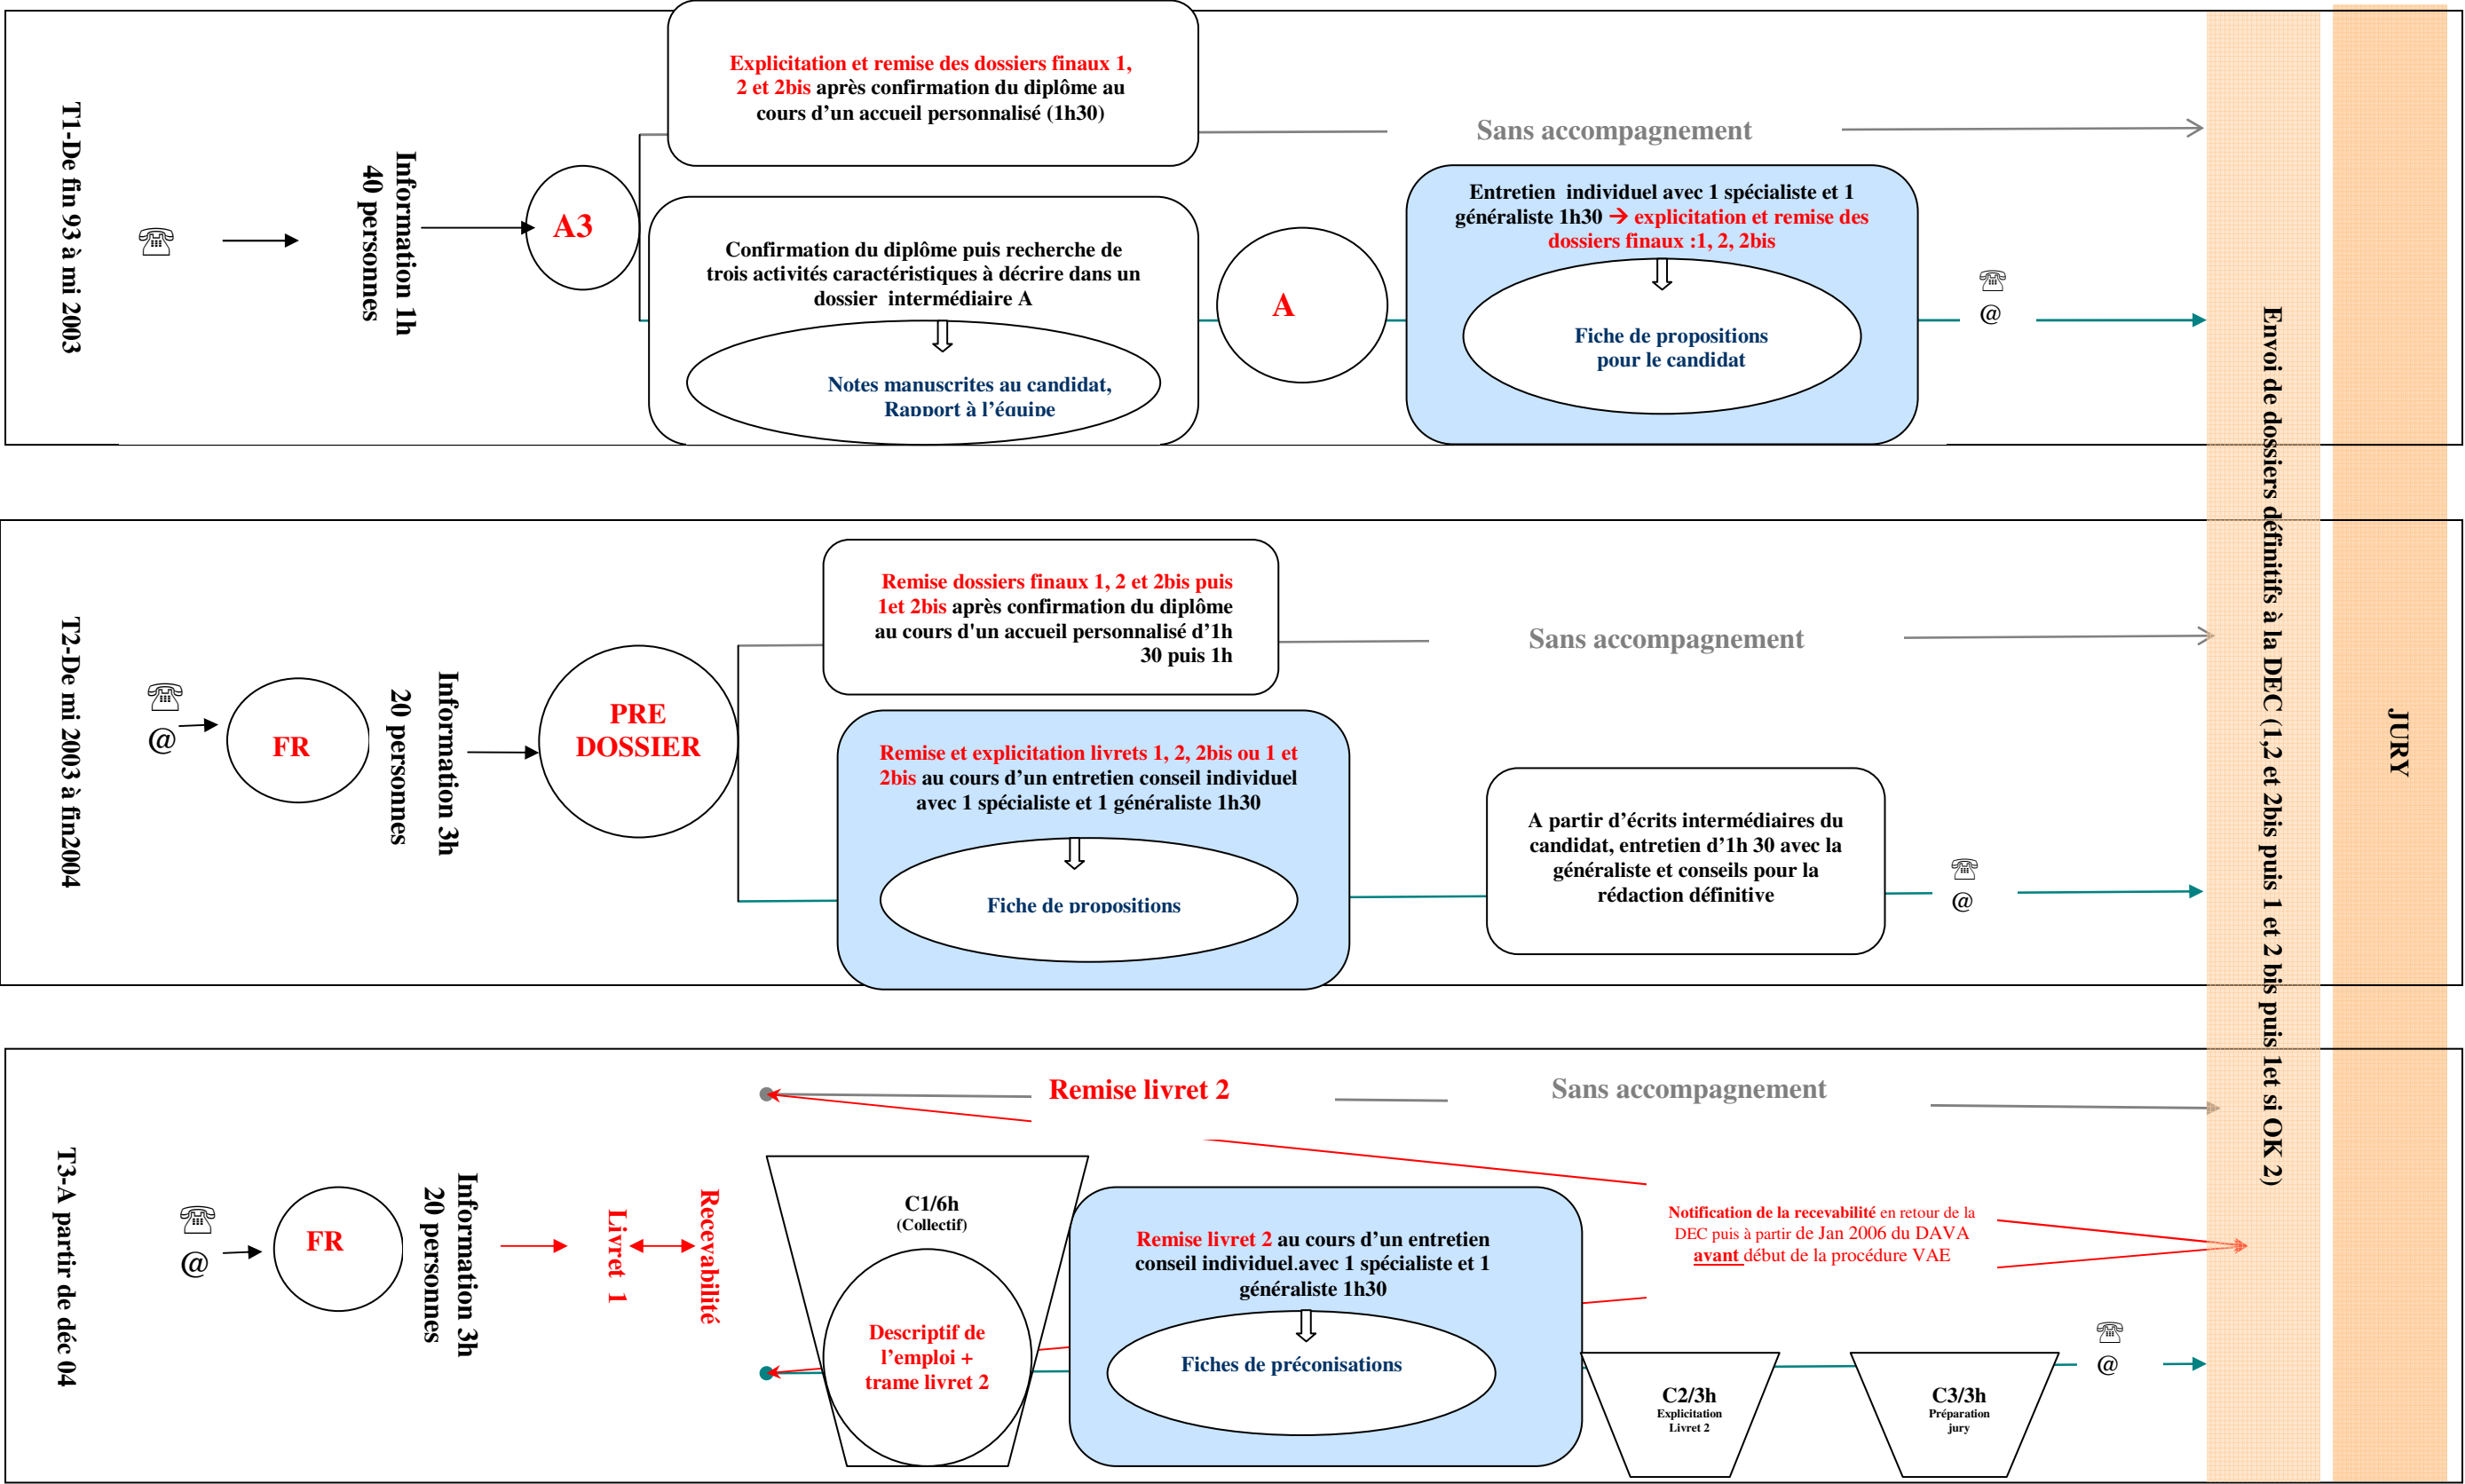 T1-De fin 93 à mi 2003
☏
Information 1h
40 personnes
A3
Explicitation et remise des dossiers finaux 1,
2 et 2bis après confirmation du diplôme au
cours d’un accueil personnalisé (1h30)
Sans accompagnement
Confirmation du diplôme puis recherche de
trois activités caractéristiques à décrire dans un
dossier intermédiaire A
Notes manuscrites au candidat,
Rapport à l’équipe
A
Entretien individuel avec 1 spécialiste et 1
généraliste 1h30 → explicitation et remise des
dossiers finaux :1, 2, 2bis
Fiche de propositions
pour le candidat
☏
@
T2-De mi 2003 à fin2004
☏
@
FR
Information 3h
20 personnes
PRE
DOSSIER
Remise dossiers finaux 1, 2 et 2bis puis
1et 2bis après confirmation du diplôme
au cours d'un accueil personnalisé d’1h
30 puis 1h
Sans accompagnement
Remise et explicitation livrets 1, 2, 2bis ou 1 et
2bis au cours d’un entretien conseil individuel
avec 1 spécialiste et 1 généraliste 1h30
Fiche de propositions
A partir d’écrits intermédiaires du
candidat, entretien d’1h 30 avec la
généraliste et conseils pour la
rédaction définitive
☏
@
T3-A partir de déc 04
☏
@
FR
Information 3h
20 personnes
Livret 1
Recevabilité
Remise livret 2
Sans accompagnement
C1/6h
(Collectif)
Descriptif de
l’emploi +
trame livret 2
Remise livret 2 au cours d’un entretien
conseil individuel.avec 1 spécialiste et 1
généraliste 1h30
Fiches de préconisations
Notification de la recevabilité en retour de la
DEC puis à partir de Jan 2006 du DAVA
avant début de la procédure VAE
C2/3h
Explicitation
Livret 2
C3/3h
Préparation
jury
☏
@
Envoi de dossiers définitifs à la DEC (1,2 et 2bis puis 1 et 2 bis puis 1et si OK 2)
JURY